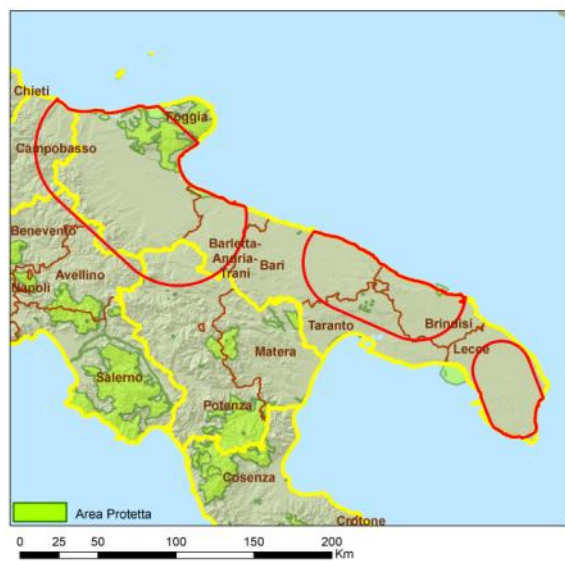 Chieti
Foggia
Campobasso
Benevento
Barletta-
Andria-
Trani
Bari
Avellino
Napoli
Taranto
Brindisi
Lecce
Matera
Salerno
Potenza
Cosenza
Crotone
Area Protetta
0 25 50 100 150 200
Km